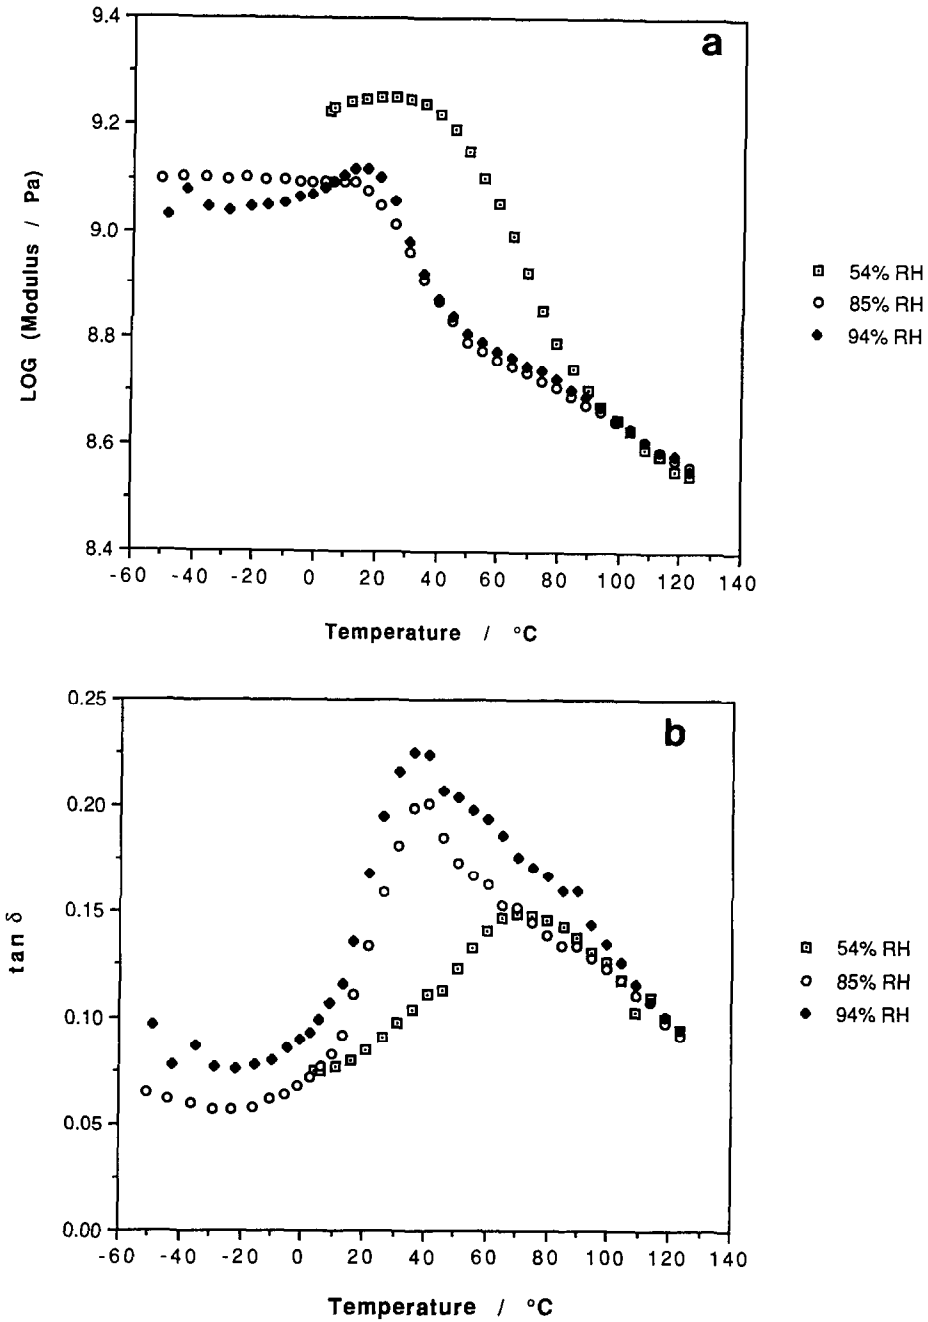 a
9.4
9.2
9.0
8.8
8.6
8.4
LOG (Modulus / Pa)
-60 -40 -20 0 20 40 60 80 100 120 140
Temperature / °C
54% RH
85% RH
94% RH
b
0.25
0.20
0.15
0.10
0.05
0.00
tan δ
-60 -40 -20 0 20 40 60 80 100 120 140
Temperature / °C
54% RH
85% RH
94% RH